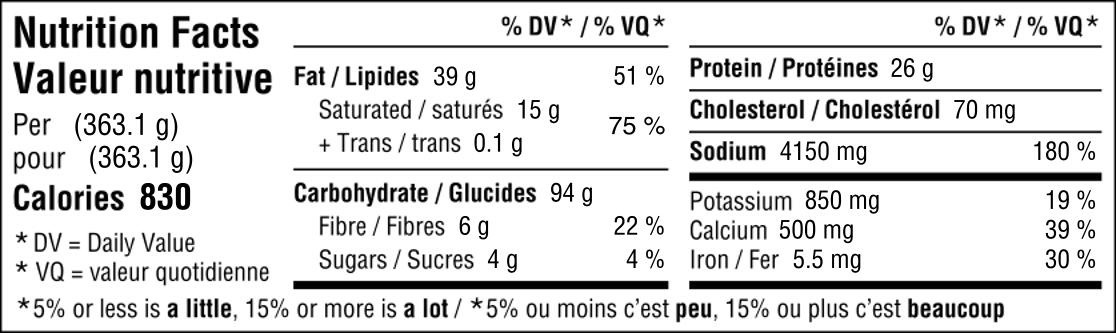 Nutrition Facts
Valeur nutritive
Per (363.1 g)
pour (363.1 g)
Calories 830
* DV = Daily Value
* VQ = valeur quotidienne
% DV* / % VQ*
Fat / Lipides 39 g 51 %
Saturated / saturés 15 g
+ Trans / trans 0.1 g
75 %
Carbohydrate / Glucides 94 g
Fibre / Fibres 6 g 22 %
Sugars / Sucres 4 g 4 %
% DV* / % VQ*
Protein / Protéines 26 g
Cholesterol / Cholestérol 70 mg
Sodium 4150 mg 180 %
Potassium 850 mg 19 %
Calcium 500 mg 39 %
Iron / Fer 5.5 mg 30 %
*5% or less is a little, 15% or more is a lot / *5% ou moins c'est peu, 15% ou plus c'est beaucoup